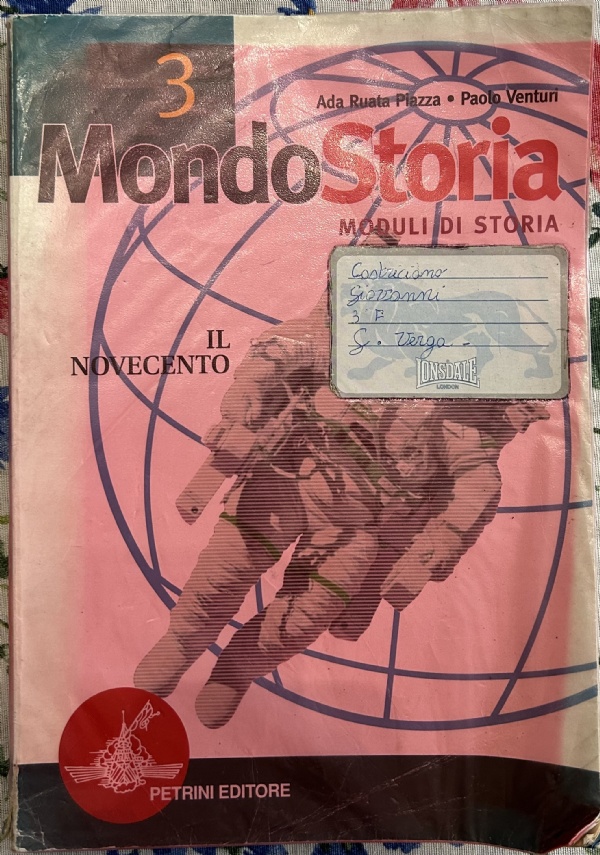 3
Ada Ruata Piazza • Paolo Venturi
MondoStoria
MODULI DI STORIA
Giovanni
3 F
G. Verga
LONSDALE
LONDON
IL
NOVECENTO
PETRINI EDITORE